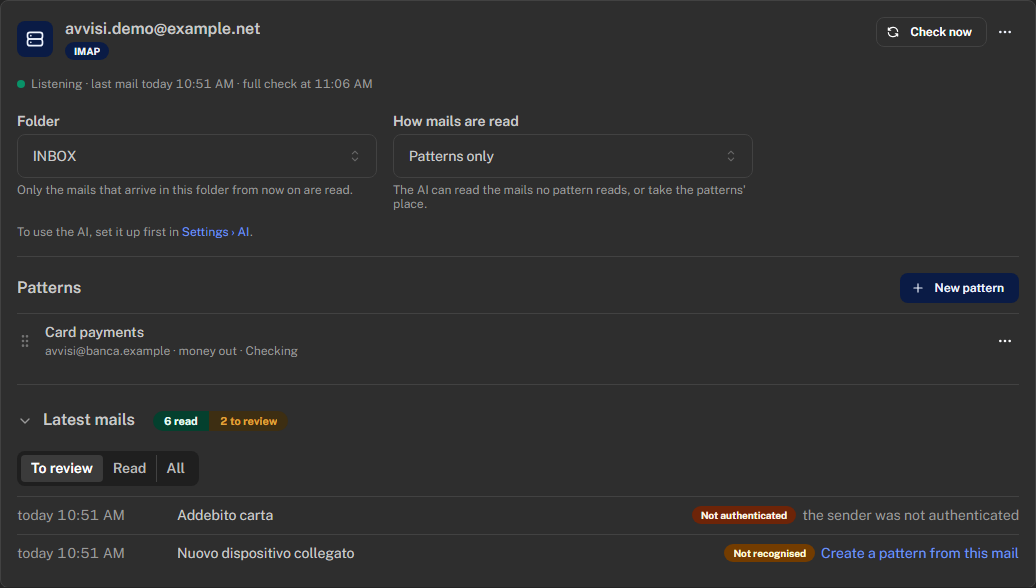 avvisi.demo@example.net
IMAP
Check now
Listening · last mail today 10:51 AM · full check at 11:06 AM
Folder
How mails are read
INBOX
Patterns only
Only the mails that arrive in this folder from now on are read.
The AI can read the mails no pattern reads, or take the patterns'
place.
To use the AI, set it up first in Settings › AI.
Patterns
New pattern
Card payments
avvisi@banca.example · money out · Checking
Latest mails
6 read
2 to review
To review
Read
All
today 10:51 AM
Addebito carta
Not authenticated
the sender was not authenticated
today 10:51 AM
Nuovo dispositivo collegato
Not recognised
Create a pattern from this mail